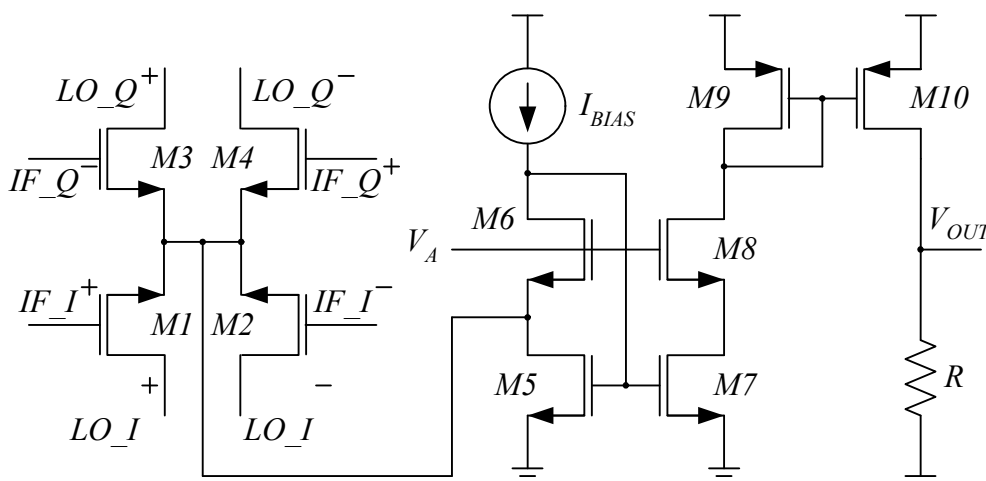 LO_Q+ LO_Q-
M9 M10
I_BIAS
M3 M4
IF_Q- IF_Q+
M6
V_A M8 V_OUT
IF_I+ IF_I-
M1 M2
M5 M7 R
+ -
LO_I LO_I